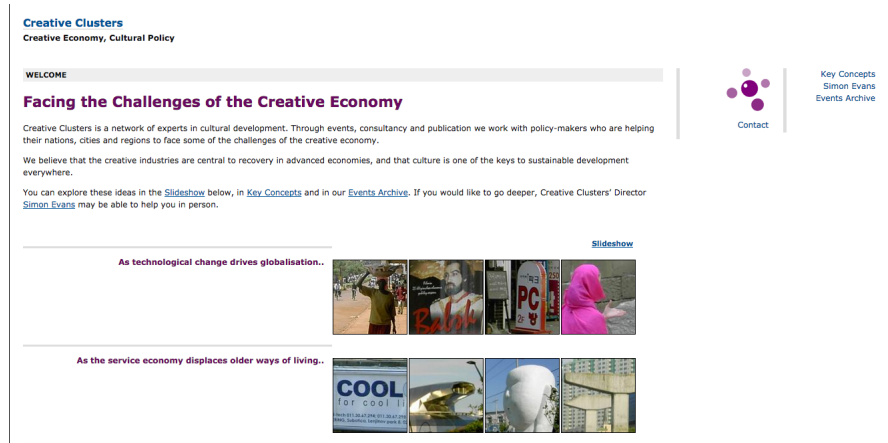 Creative Clusters
Creative Economy, Cultural Policy
WELCOME
Facing the Challenges of the Creative Economy
Creative Clusters is a network of experts in cultural development. Through events, consultancy and publication we work with policy-makers who are helping
their nations, cities and regions to face some of the challenges of the creative economy.
We believe that the creative industries are central to recovery in advanced economies, and that culture is one of the keys to sustainable development
everywhere.
You can explore these ideas in the Slideshow below, in Key Concepts and in our Events Archive. If you would like to go deeper, Creative Clusters' Director
Simon Evans may be able to help you in person.
Contact
Key Concepts
Simon Evans
Events Archive
Slideshow
As technological change drives globalisation..
PC
As the service economy displaces older ways of living..
COOL
for cool li